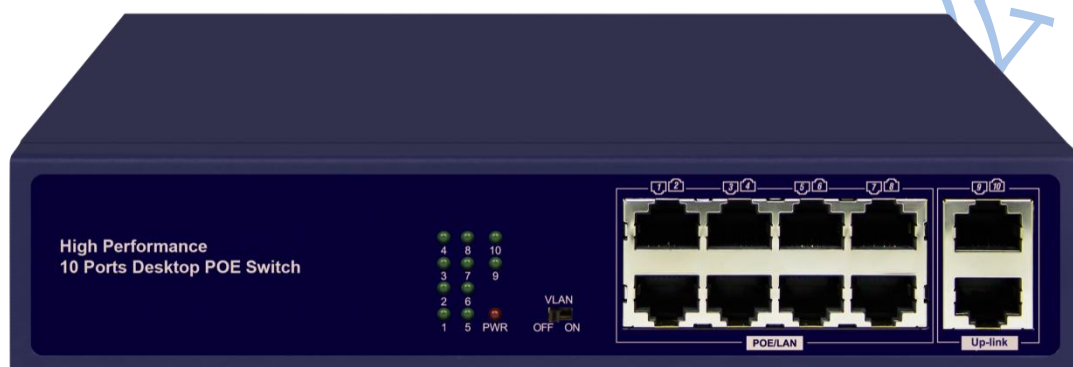 High Performance
10 Ports Desktop POE Switch
4 8 10
3 7 9
2 6
1 5 PWR
VLAN
OFF ON
1 2 3 4 5 6 7 8
POE/LAN
9 10
Up-link